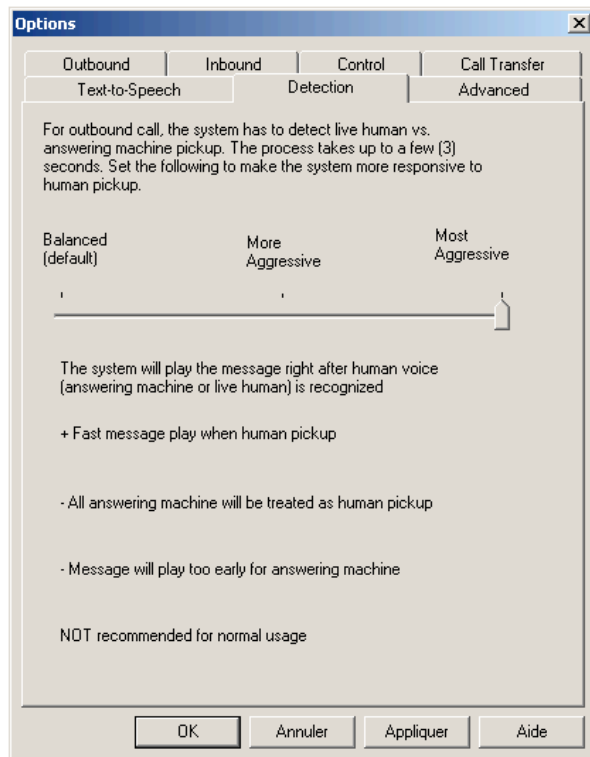 Options
Outbound Inbound Control Call Transfer
Text-to-Speech Detection Advanced
For outbound call, the system has to detect live human vs.
answering machine pickup. The process takes up to a few (3)
seconds. Set the following to make the system more responsive to
human pickup.
Balanced
(default)
More
Aggressive
Most
Aggressive
The system will play the message right after human voice
(answering machine or live human) is recognized
+ Fast message play when human pickup
- All answering machine will be treated as human pickup
- Message will play too early for answering machine
NOT recommended for normal usage
OK Annuler Appliquer Aide